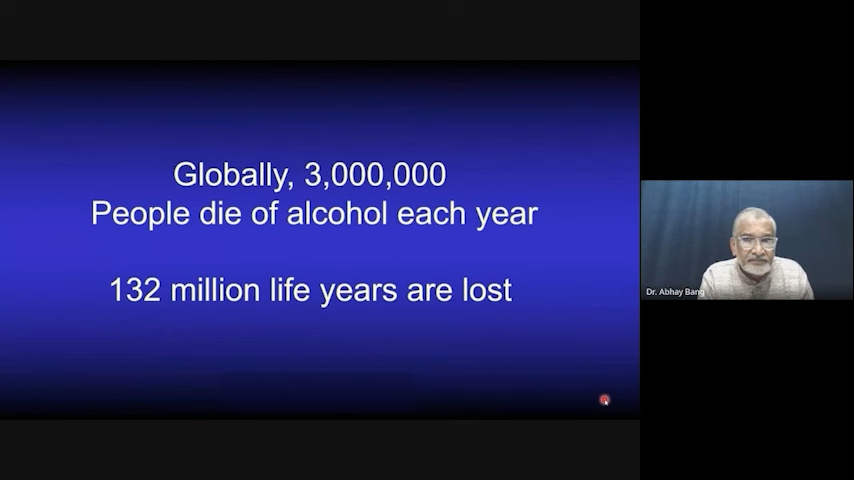 Globally, 3,000,000
People die of alcohol each year
132 million life years are lost
Dr. Abhay Bang